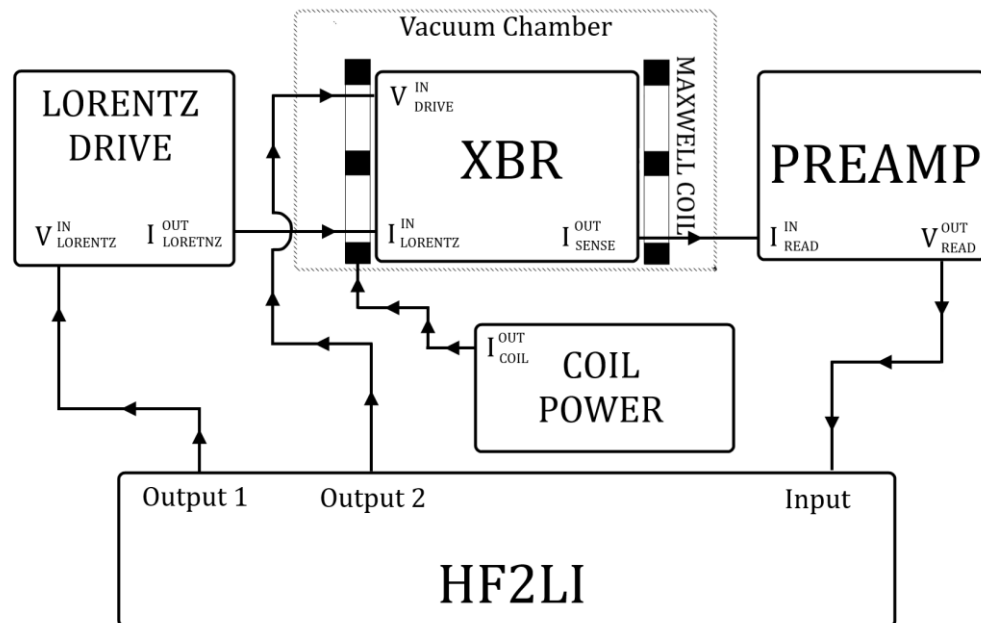 Vacuum Chamber
LORENTZ
DRIVE
V IN LORENTZ
I OUT LORETNZ
V IN DRIVE
XBR
I IN LORENTZ
I OUT SENSE
MAXWELL COIL
PREAMP
I IN READ
V OUT READ
I OUT COIL
COIL
POWER
Output 1
Output 2
Input
HF2LI